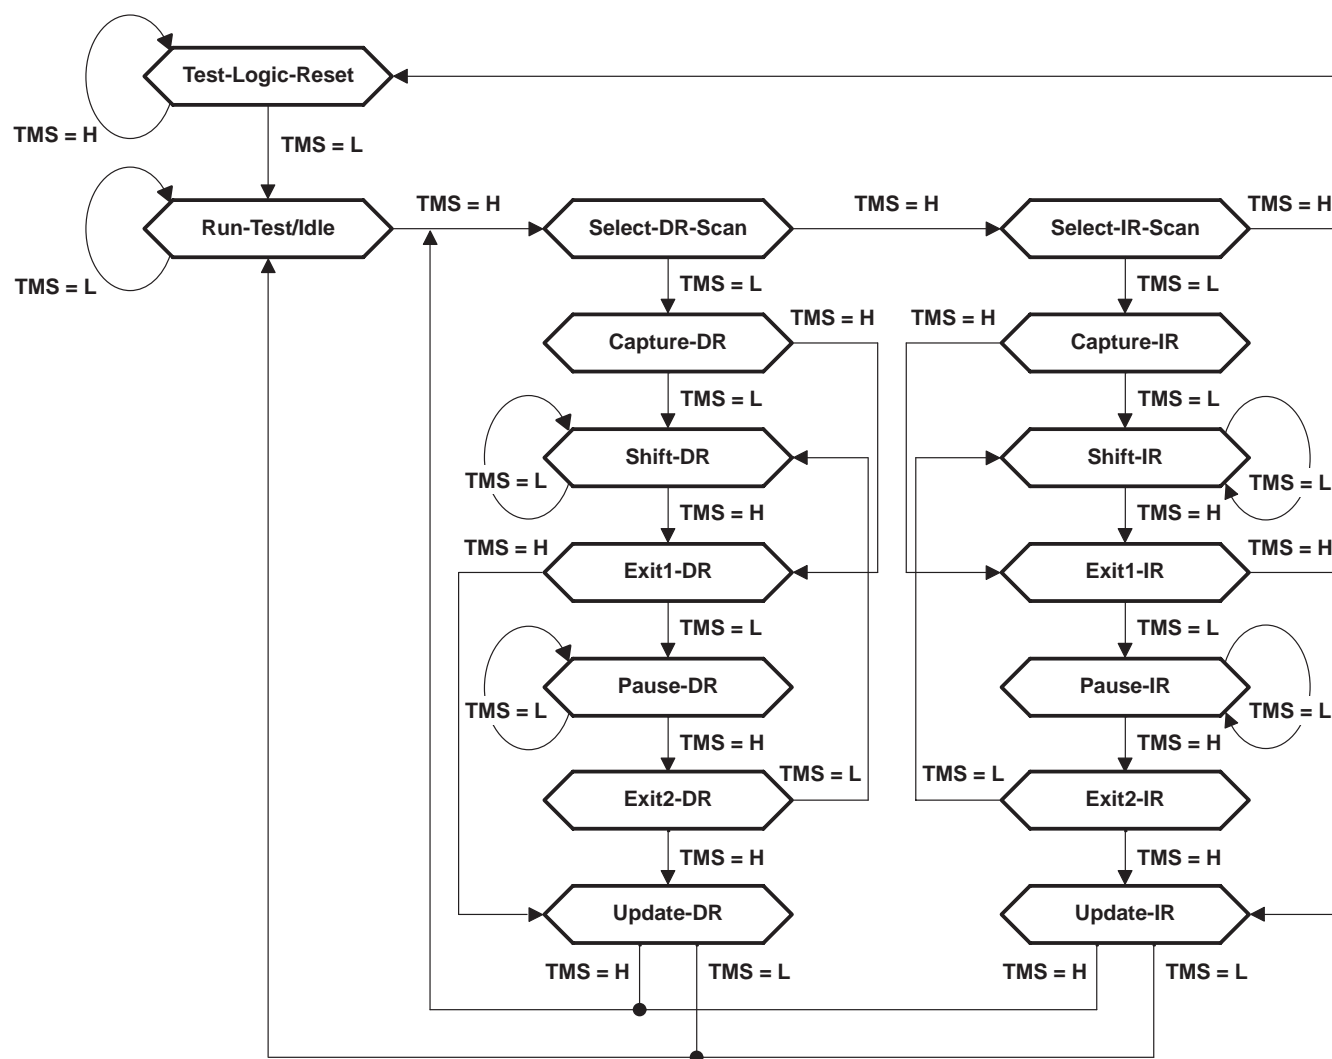 Test-Logic-Reset
TMS = H
TMS = L
TMS = H
TMS = H
TMS = H
Run-Test/Idle
Select-DR-Scan
Select-IR-Scan
TMS = L
TMS = L
TMS = L
TMS = H
TMS = H
Capture-DR
Capture-IR
TMS = L
TMS = L
Shift-DR
Shift-IR
TMS = L
TMS = L
TMS = H
TMS = H
TMS = H
TMS = H
Exit1-DR
Exit1-IR
TMS = L
TMS = L
Pause-DR
Pause-IR
TMS = L
TMS = L
TMS = H
TMS = H
TMS = L
TMS = L
Exit2-DR
Exit2-IR
TMS = H
TMS = H
Update-DR
Update-IR
TMS = H
TMS = L
TMS = H
TMS = L